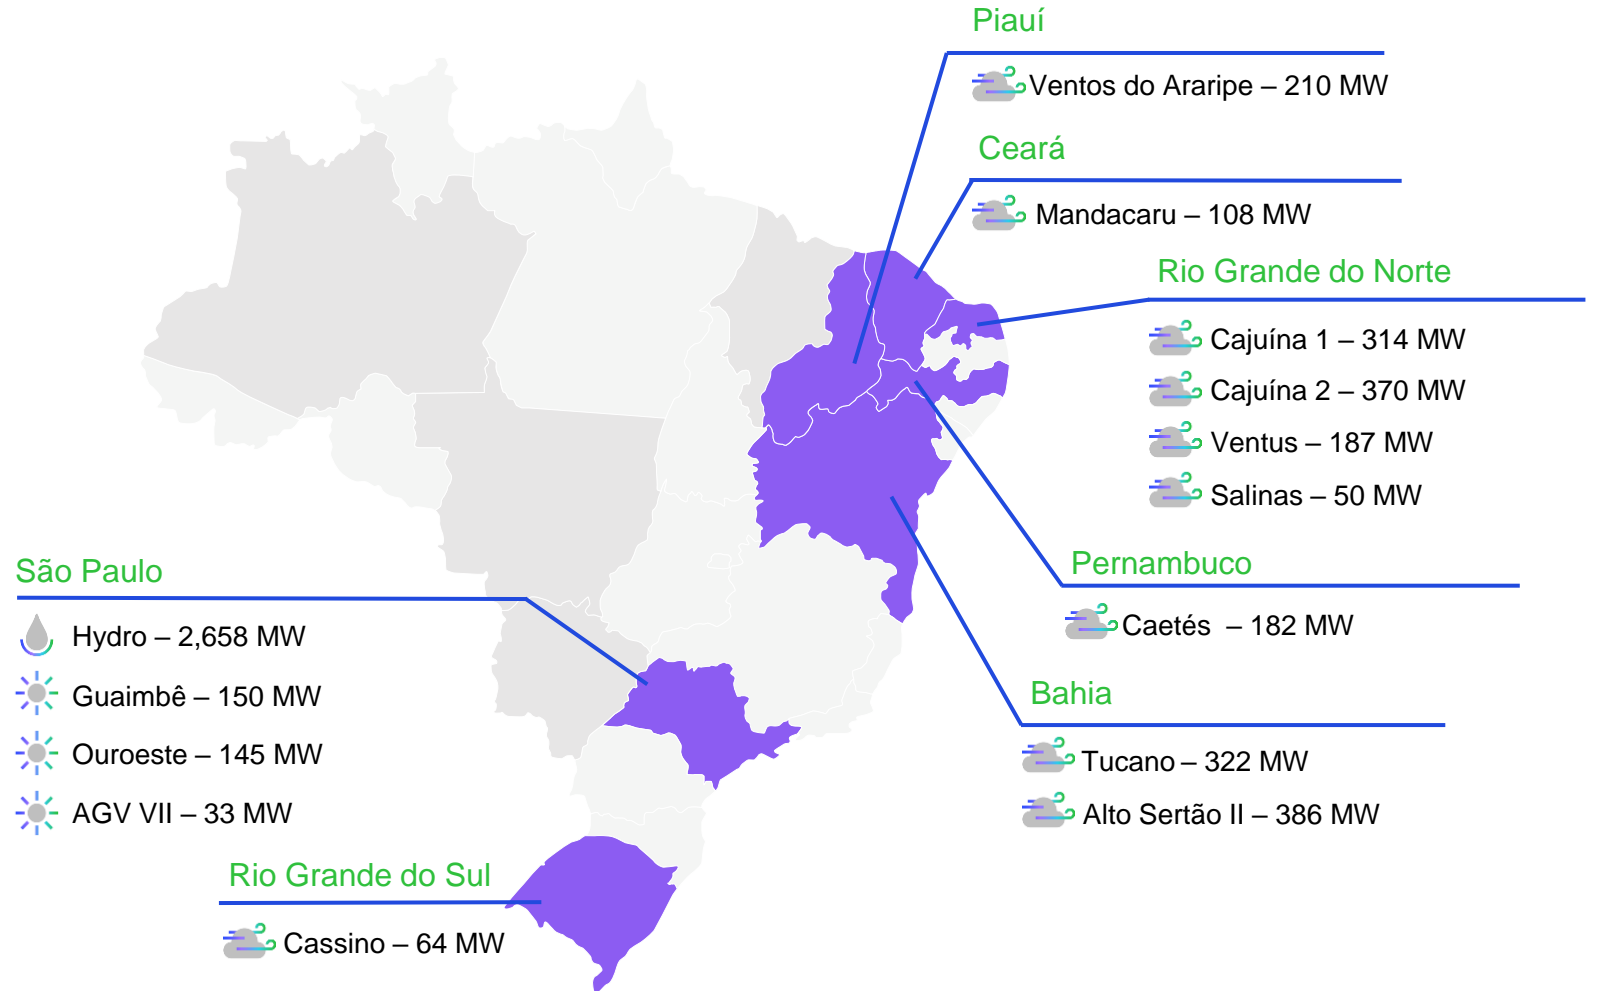 Piauí
Ventos do Araripe – 210 MW
Ceará
Mandacaru – 108 MW
Rio Grande do Norte
Cajuína 1 – 314 MW
Cajuína 2 – 370 MW
Ventus – 187 MW
Salinas – 50 MW
Pernambuco
Caetés – 182 MW
Bahia
Tucano – 322 MW
Alto Sertão II – 386 MW
São Paulo
Hydro – 2,658 MW
Guaimbê – 150 MW
Ouroeste – 145 MW
AGV VII – 33 MW
Rio Grande do Sul
Cassino – 64 MW